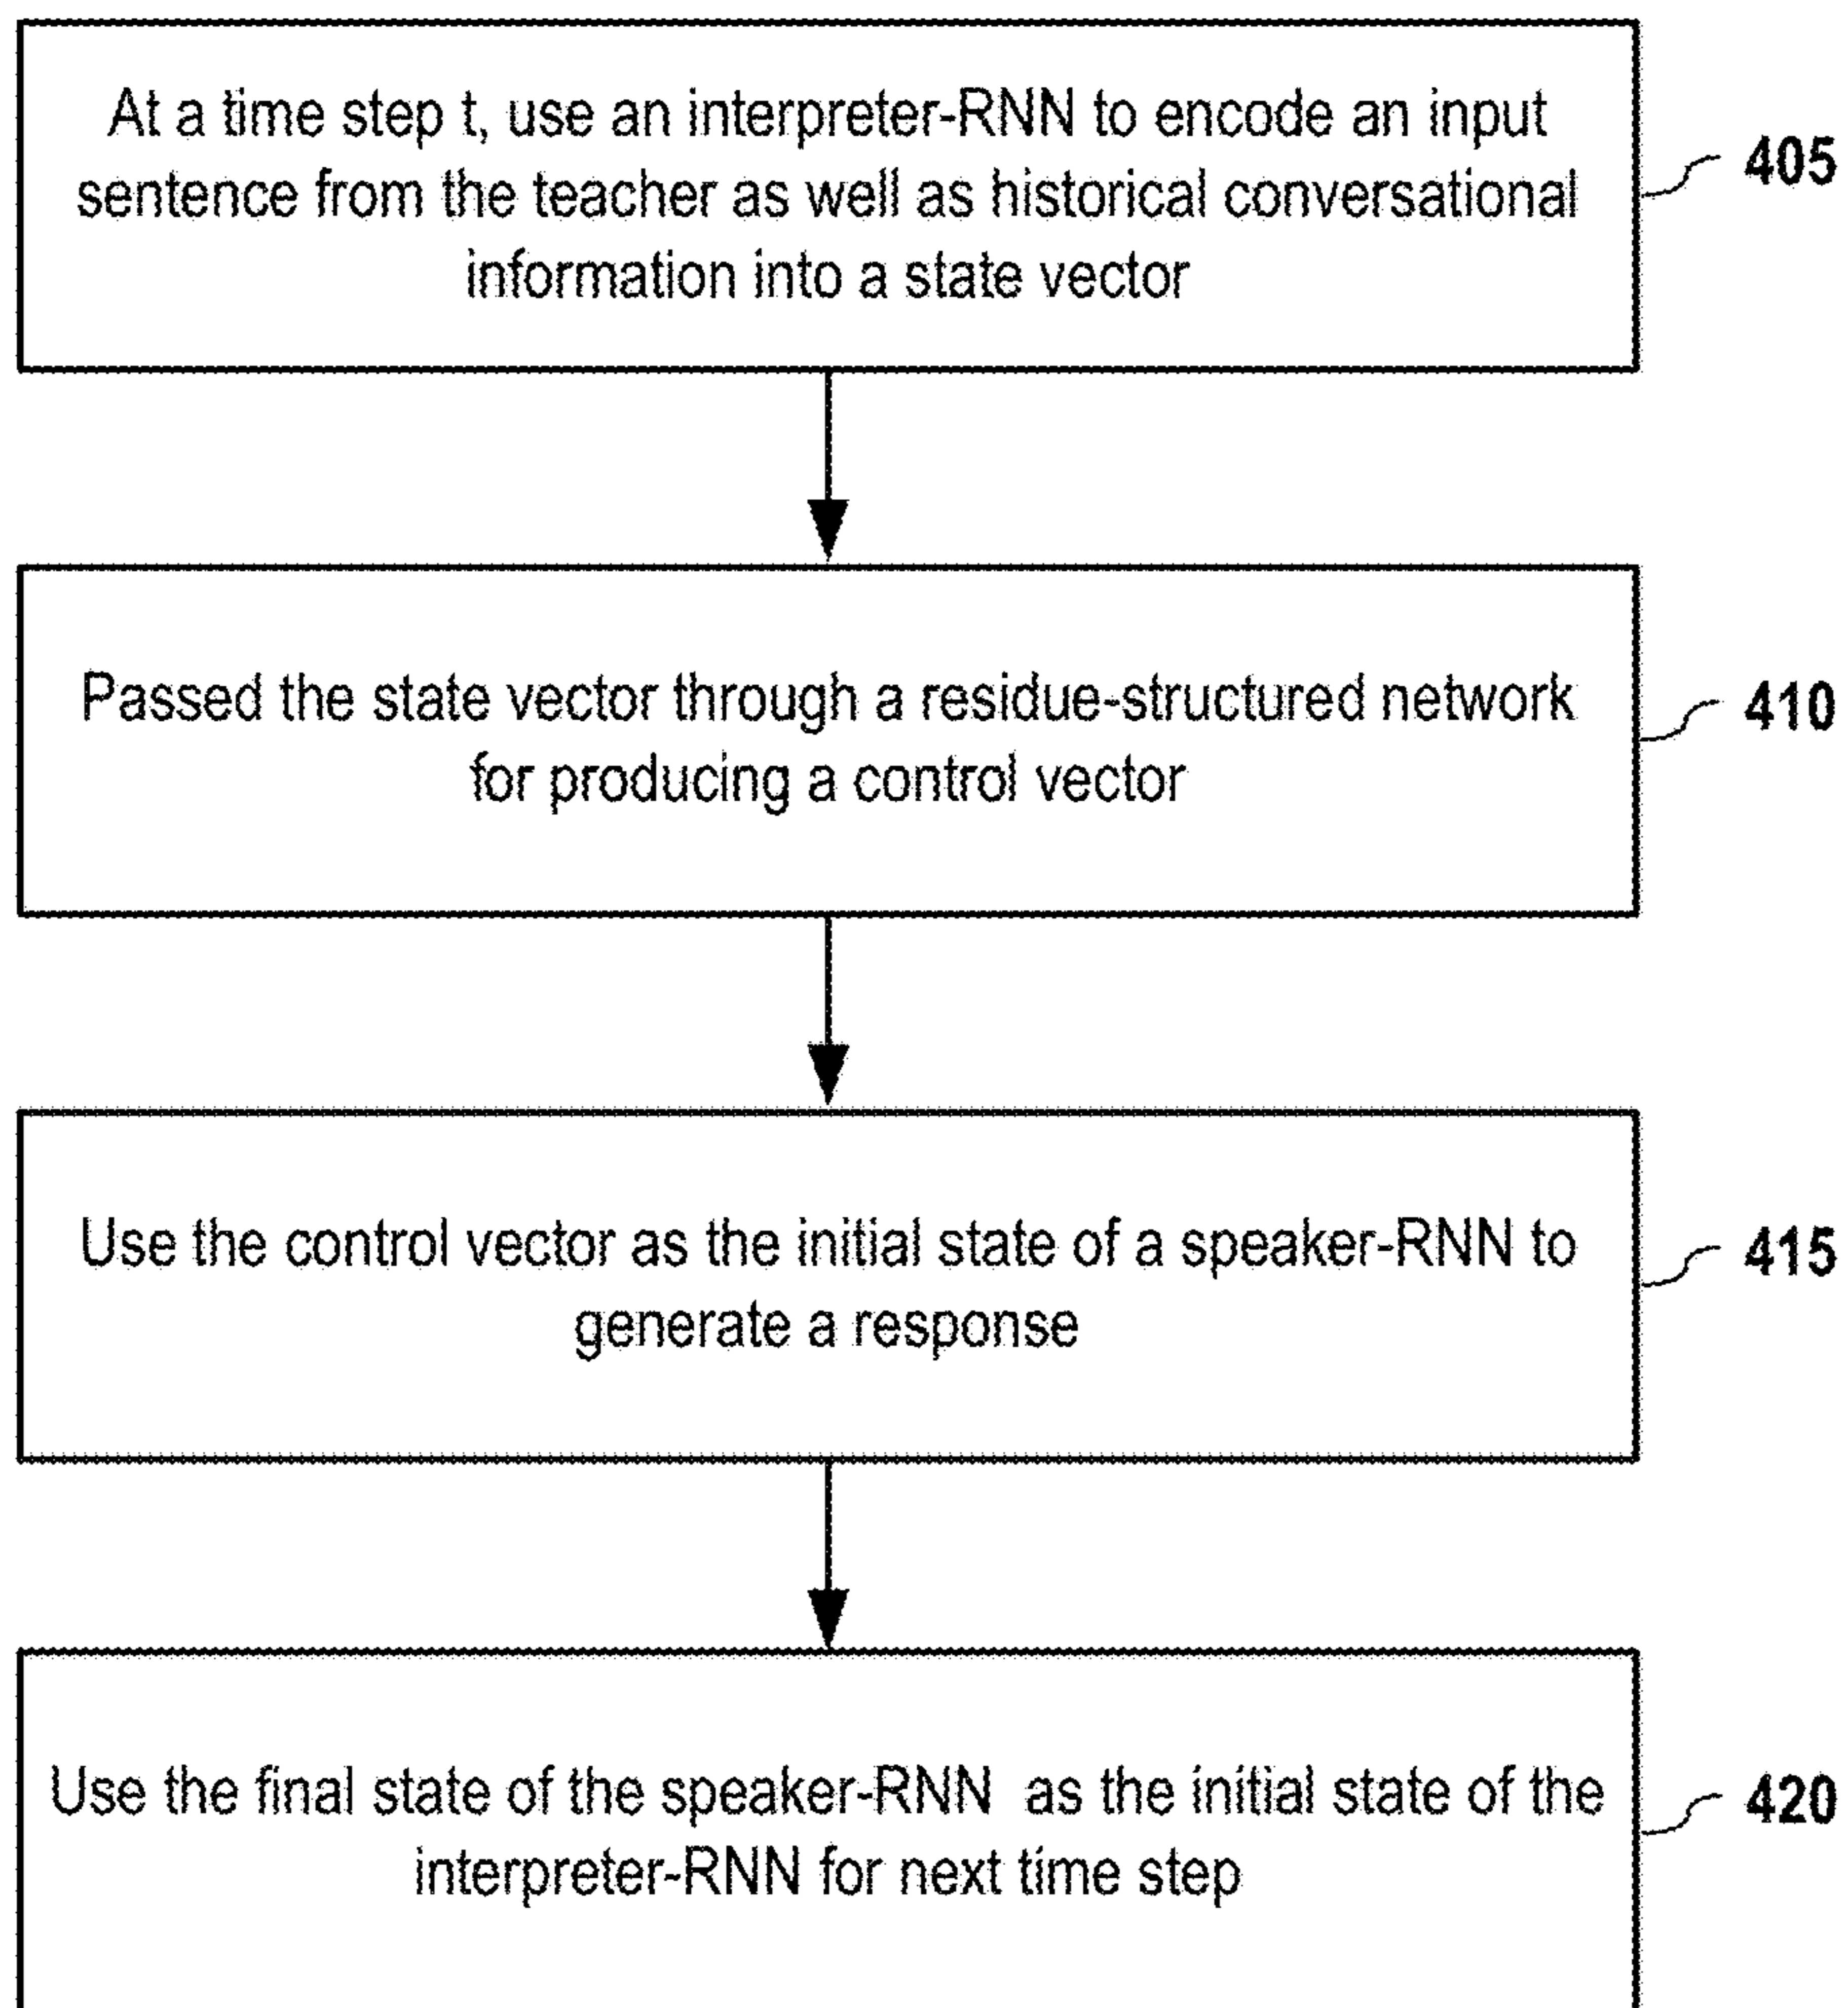 At a time step t, use an interpreter-RNN to encode an input
sentence from the teacher as well as historical conversational
information into a state vector
405
Passed the state vector through a residue-structured network
for producing a control vector
410
Use the control vector as the initial state of a speaker-RNN to
generate a response
415
Use the final state of the speaker-RNN as the initial state of the
interpreter-RNN for next time step
420